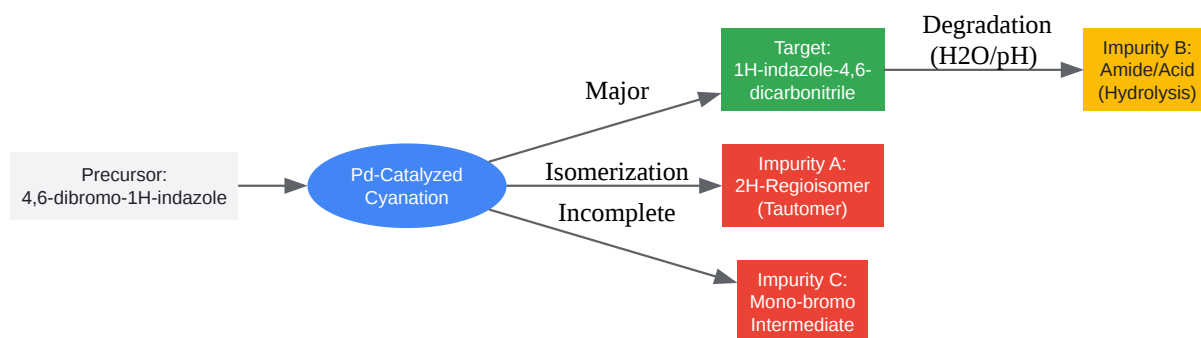 Precursor:
4,6-dibromo-1H-indazole
Pd-Catalyzed
Cyanation
Major
Isomerization
Incomplete
Target:
1H-indazole-4,6-
dicarbonitrile
Impurity A:
2H-Regioisomer
(Tautomer)
Impurity C:
Mono-bromo
Intermediate
Degradation
(H2O/pH)
Impurity B:
Amide/Acid
(Hydrolysis)